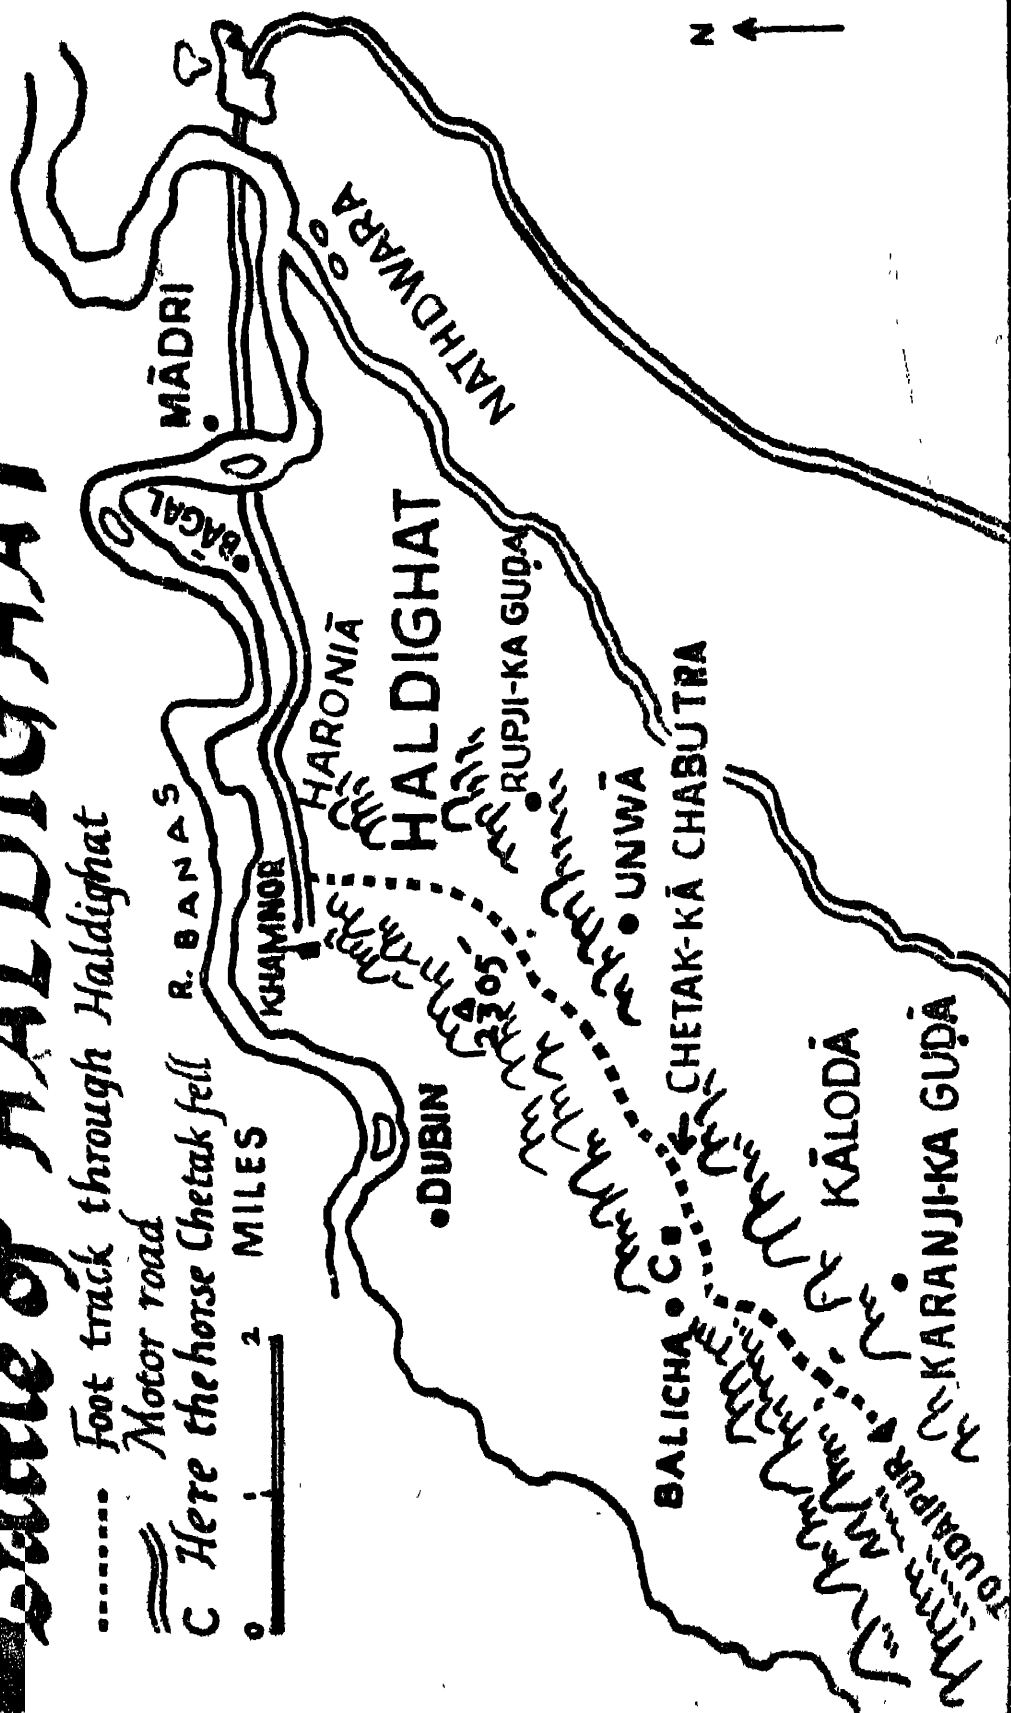 Battle of HALDIGHAT
Foot track through Haldighat
Motor road
C Here the horse Chetak fell
0 1 2 MILES
N
R. BANAS
MĀDRI
BĀGAL
NATHDWARA
KHAMNOR
HARONIĀ
HALDIGHAT
RUPJI-KA GUḌA
2305
DUBIN
UNWĀ
CHETAK-KĀ CHABUTRA
C
BALICHA
KĀLODĀ
KARANJI-KA GUḌĀ
TO UDAIPUR